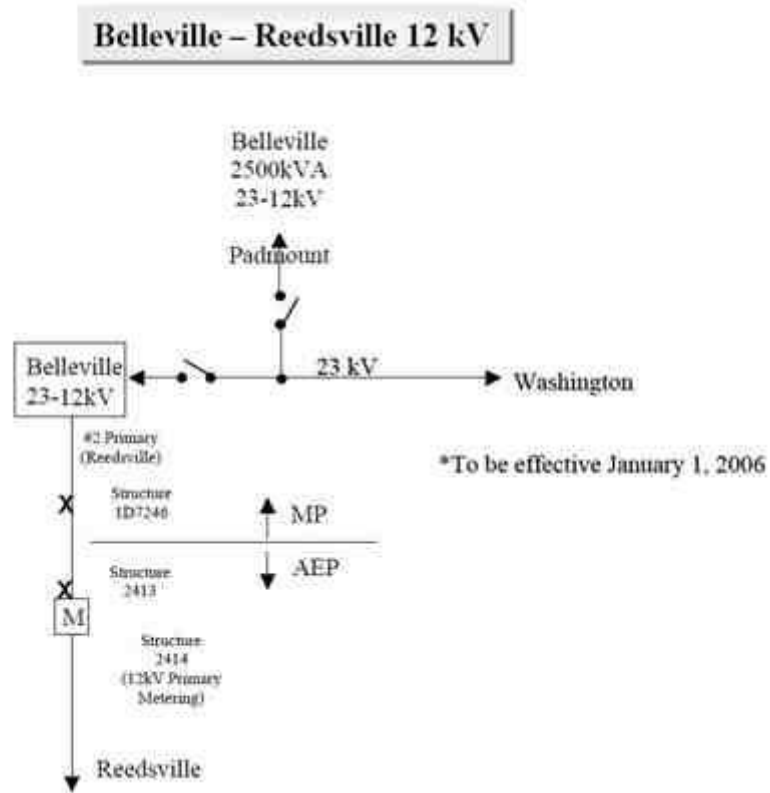 Belleville – Reedsville 12 kV
Belleville
2500kVA
23-12kV
Padmount
Belleville
23-12kV
23 kV
Washington
#2 Primary
(Reedsville)
*To be effective January 1, 2006
Structure
1D7246
MP
AEP
Structure
2413
M
Structure
2414
(12kV Primary
Metering)
Reedsville